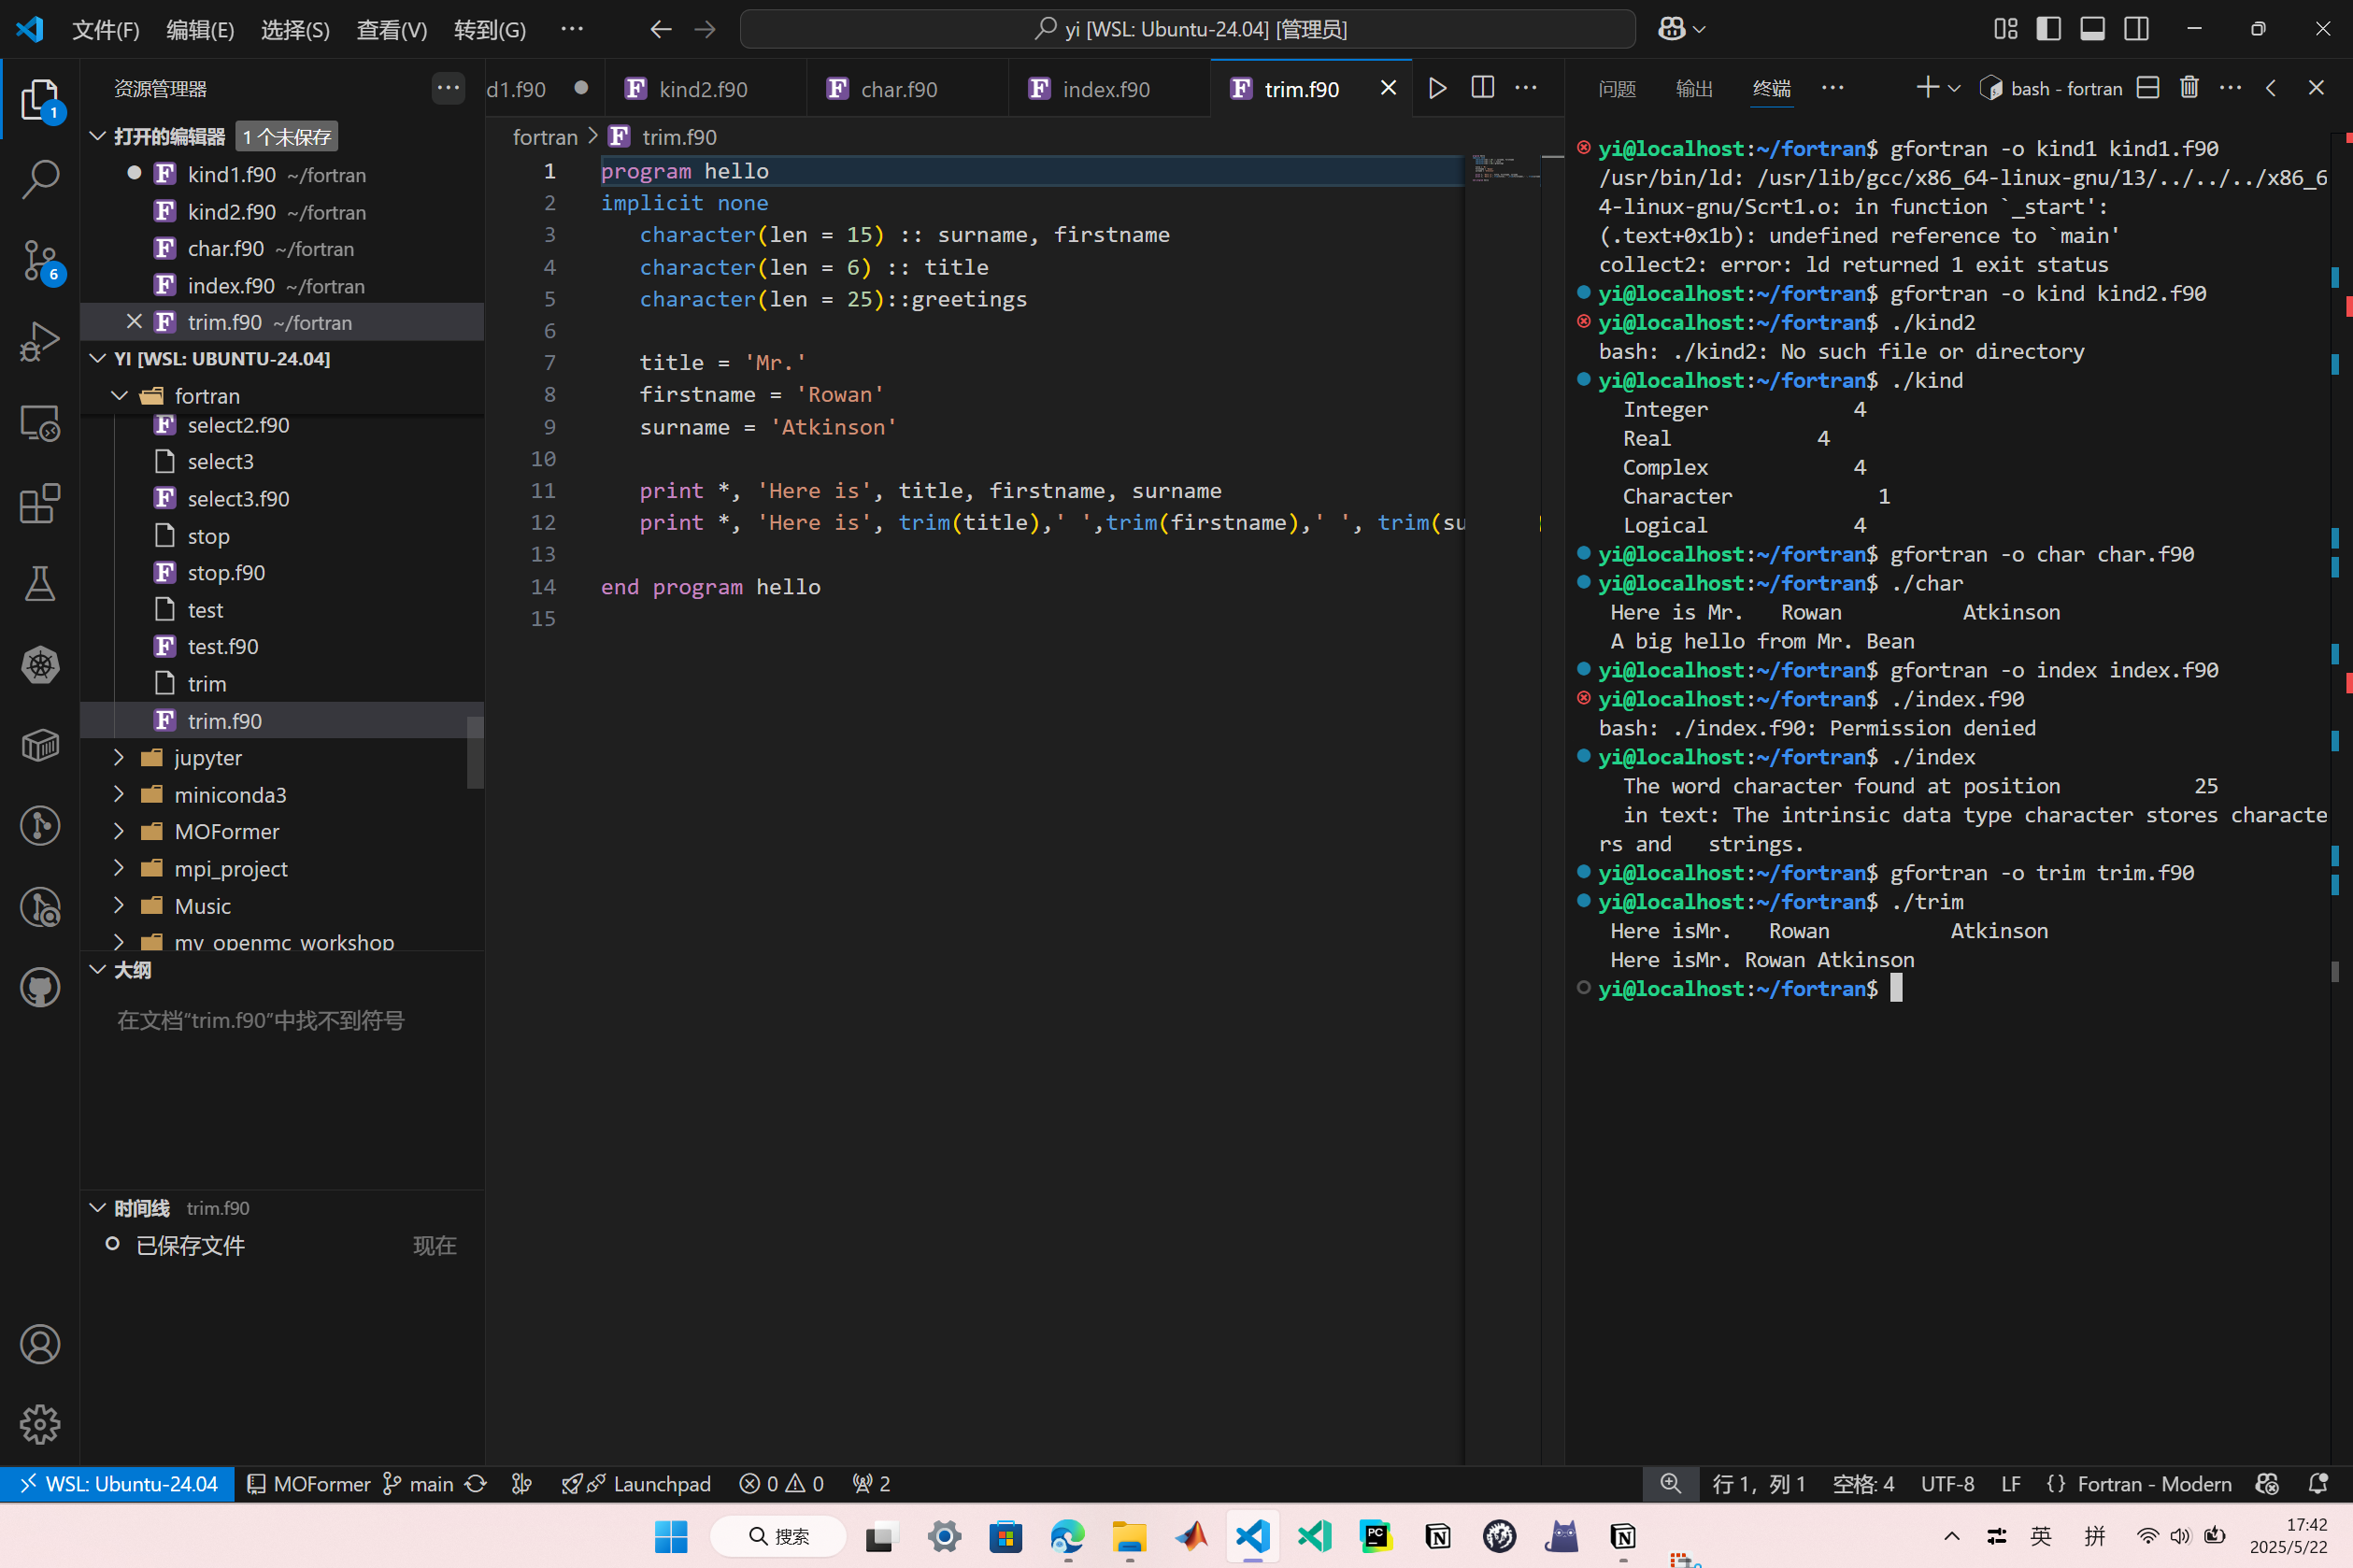 文件(F) 编辑(E) 选择(S) 查看(V) 转到(G) ··· yi [WSL: Ubuntu-24.04] [管理员]
资源管理器
打开的编辑器 1 个未保存
kind1.f90 ~/fortran
kind2.f90 ~/fortran
char.f90 ~/fortran
index.f90 ~/fortran
trim.f90 ~/fortran
YI [WSL: UBUNTU-24.04]
fortran
select2.f90
select3
select3.f90
stop
stop.f90
test
test.f90
trim
trim.f90
jupyter
miniconda3
MOFormer
mpi_project
Music
my_openmc_workshop
大纲
在文档“trim.f90”中找不到符号
时间线 trim.f90
已保存文件 现在
1
6
d1.f90 kind2.f90 char.f90 index.f90 trim.f90
fortran > trim.f90
1 program hello
2 implicit none
3 character(len = 15) :: surname, firstname
4 character(len = 6) :: title
5 character(len = 25)::greetings
6
7 title = 'Mr.'
8 firstname = 'Rowan'
9 surname = 'Atkinson'
10
11 print *, 'Here is', title, firstname, surname
12 print *, 'Here is', trim(title),' ',trim(firstname),' ', trim(su
13
14 end program hello
15
问题 输出 终端 ··· bash - fortran
yi@localhost:~/fortran$ gfortran -o kind1 kind1.f90
/usr/bin/ld: /usr/lib/gcc/x86_64-linux-gnu/13/../../../x86_6
4-linux-gnu/Scrt1.o: in function `_start':
(.text+0x1b): undefined reference to `main'
collect2: error: ld returned 1 exit status
yi@localhost:~/fortran$ gfortran -o kind kind2.f90
yi@localhost:~/fortran$ ./kind2
bash: ./kind2: No such file or directory
yi@localhost:~/fortran$ ./kind
Integer 4
Real 4
Complex 4
Character 1
Logical 4
yi@localhost:~/fortran$ gfortran -o char char.f90
yi@localhost:~/fortran$ ./char
Here is Mr. Rowan Atkinson
A big hello from Mr. Bean
yi@localhost:~/fortran$ gfortran -o index index.f90
yi@localhost:~/fortran$ ./index.f90
bash: ./index.f90: Permission denied
yi@localhost:~/fortran$ ./index
The word character found at position 25
in text: The intrinsic data type character stores characte
rs and strings.
yi@localhost:~/fortran$ gfortran -o trim trim.f90
yi@localhost:~/fortran$ ./trim
Here isMr. Rowan Atkinson
Here isMr. Rowan Atkinson
yi@localhost:~/fortran$
WSL: Ubuntu-24.04 MOFormer main Launchpad 0 0 2 行 1，列 1 空格: 4 UTF-8 LF {} Fortran - Modern
搜索 PC 英 拼 17:42
2025/5/22